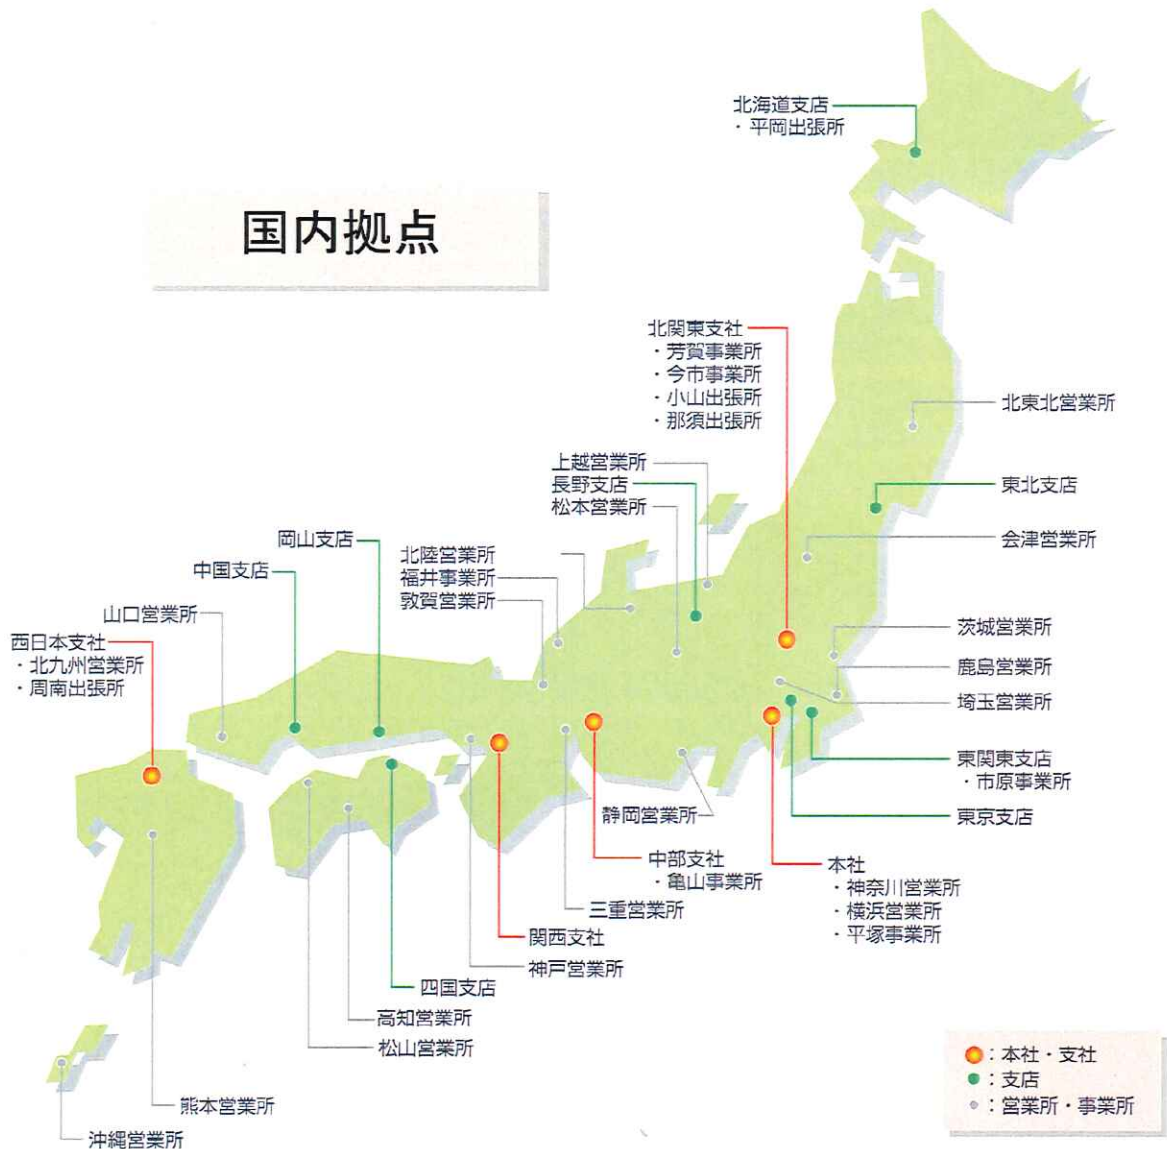 国内拠点
北海道支店
・平岡出張所
北関東支社
・芳賀事業所
・今市事業所
・小山出張所
・那須出張所
北東北営業所
上越営業所
長野支店
松本営業所
東北支店
会津営業所
岡山支店
中国支店
北陸営業所
福井事業所
敦賀営業所
山口営業所
西日本支社
・北九州営業所
・周南出張所
茨城営業所
鹿島営業所
埼玉営業所
東関東支店
・市原事業所
東京支店
静岡営業所
中部支社
・亀山事業所
三重営業所
本社
・神奈川営業所
・横浜営業所
・平塚事業所
関西支社
神戸営業所
四国支店
高知営業所
松山営業所
熊本営業所
沖縄営業所
：本社・支社
：支店
：営業所・事業所